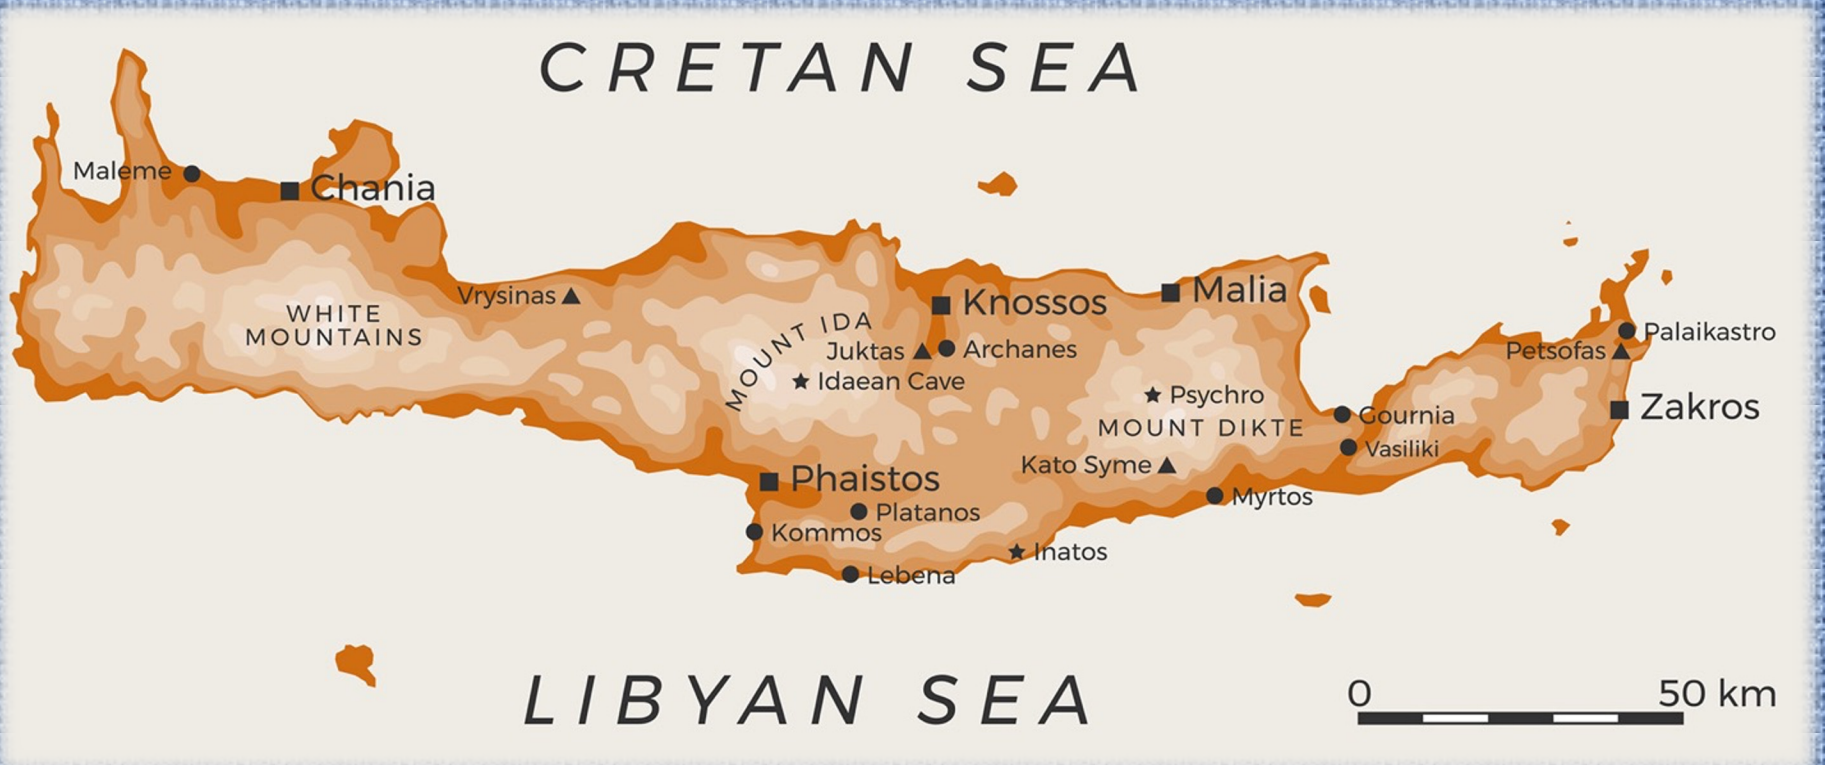 CRETAN SEA
Maleme
Chania
Vrysinas
WHITE
MOUNTAINS
Knossos
Malia
MOUNT IDA
Juktas
Archanes
Idaean Cave
Palaikastro
Petsofas
Psychro
MOUNT DIKTE
Zakros
Gournia
Vasiliki
Kato Syme
Phaistos
Myrtos
Platanos
Kommos
Inatos
Lebena
LIBYAN SEA
0 50 km